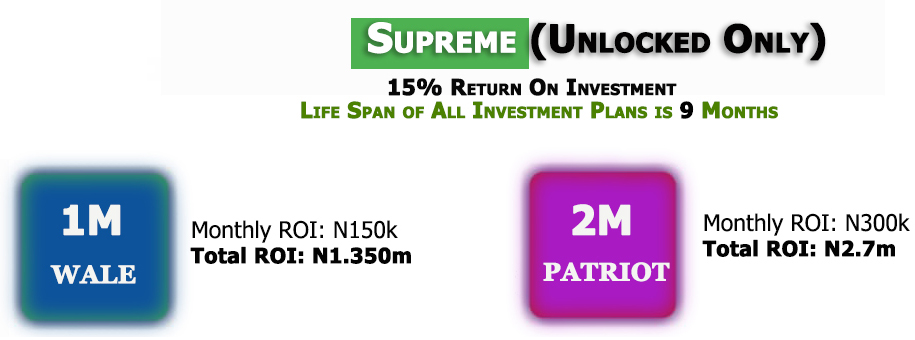 SUPREME (UNLOCKED ONLY)
15% RETURN ON INVESTMENT
LIFE SPAN OF ALL INVESTMENT PLANS IS 9 MONTHS
1M
WALE
Monthly ROI: N150k
Total ROI: N1.350m
2M
PATRIOT
Monthly ROI: N300k
Total ROI: N2.7m